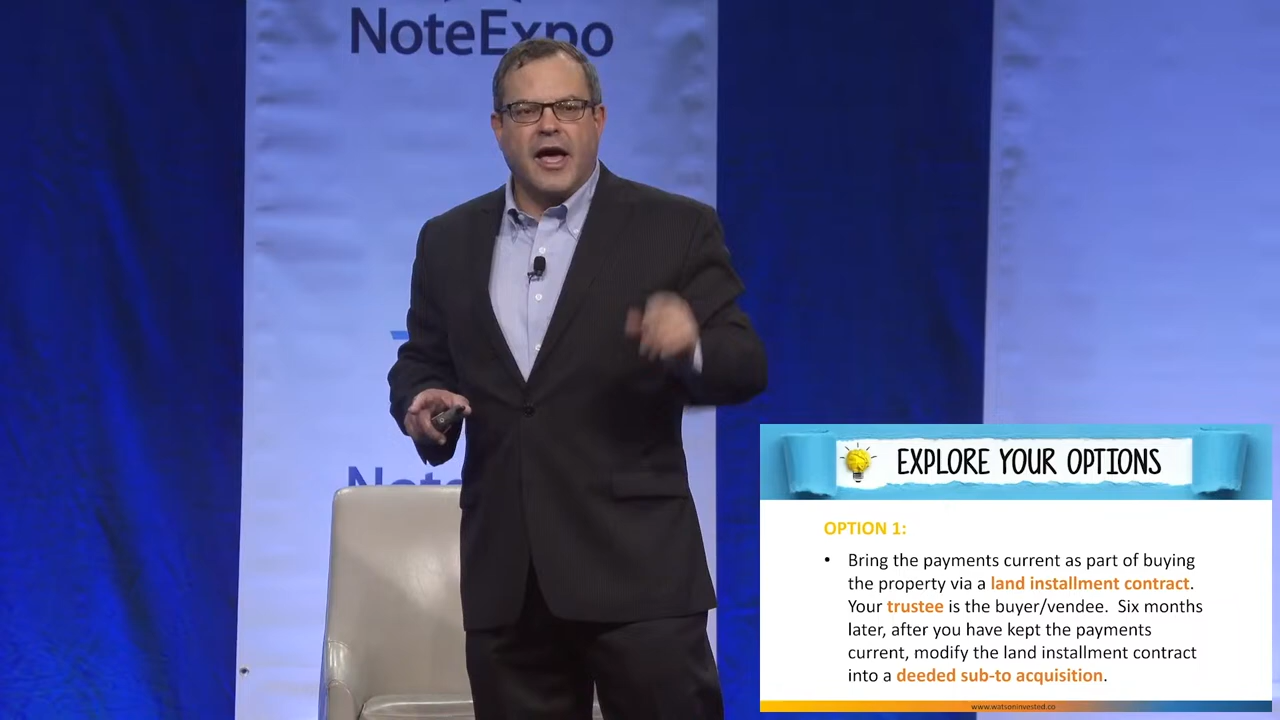 NoteExpo
Note
EXPLORE YOUR OPTIONS
OPTION 1:
• Bring the payments current as part of buying
the property via a land installment contract.
Your trustee is the buyer/vendee. Six months
later, after you have kept the payments
current, modify the land installment contract
into a deeded sub-to acquisition.
www.watsoninvested.co